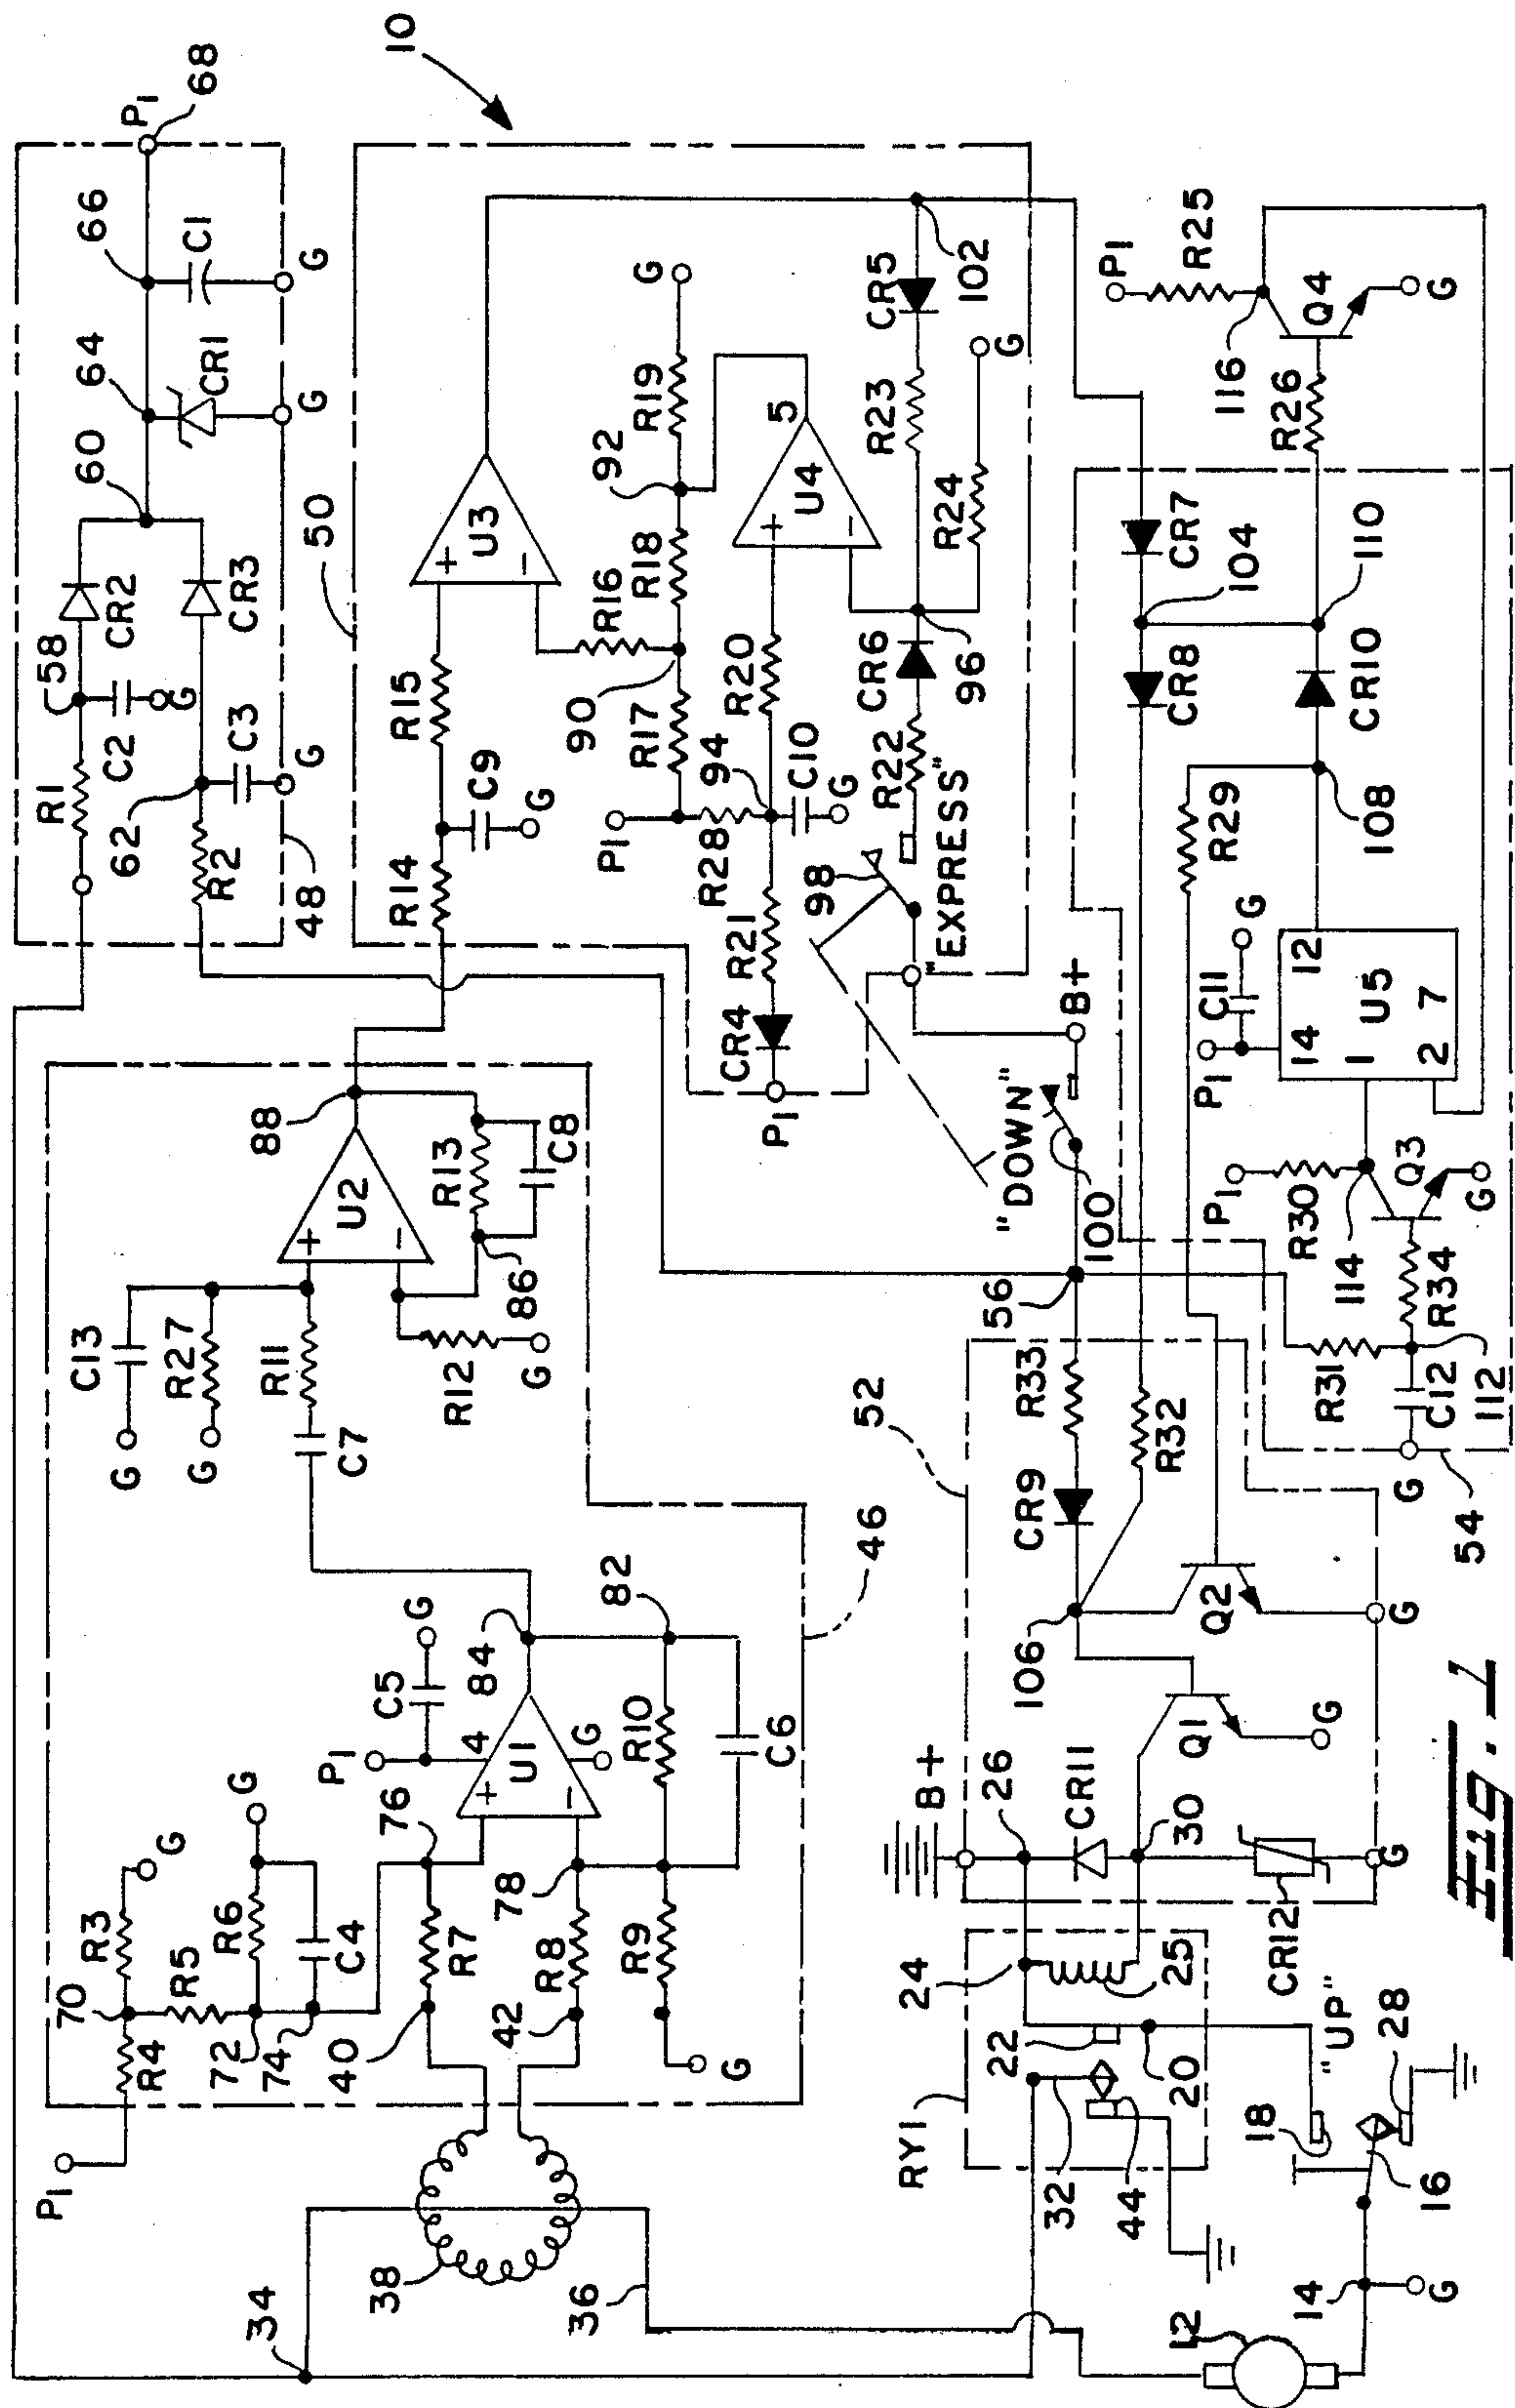 10
P1
68
66
C1
G
64
CR1
G
60
CR2
CR3
58
C2
G
C3
G
R1
62
R2
48
50
U3
+
−
R15
R14
C9
G
R16
92
R19
G
R18
90
R17
P1
5
U4
+
−
R20
94
R28
C10
G
R21
CR4
P1
CR5
102
R23
R24
G
CR6
96
R22
98
"EXPRESS"
B+
"DOWN"
100
56
P1
R25
116
Q4
G
R26
CR7
104
CR8
110
CR10
108
R29
C11
G
P1
14
12
1
U5
2
7
P1
R30
Q3
114
G
R34
R31
C12
112
G
54
88
U2
+
−
R13
C8
86
C13
G
R27
G
R11
R12
G
C7
46
82
84
C5
G
P1
4
U1
+
−
G
R10
C6
76
78
R3
G
70
R4
P1
R5
R6
G
72
C4
74
40
R7
42
R8
R9
G
34
38
36
52
R33
CR9
R32
106
Q2
G
Q1
G
B+
26
CR11
30
CR12
G
24
25
22
RY1
32
44
20
"UP"
18
28
16
14
G
12
FIG. 1